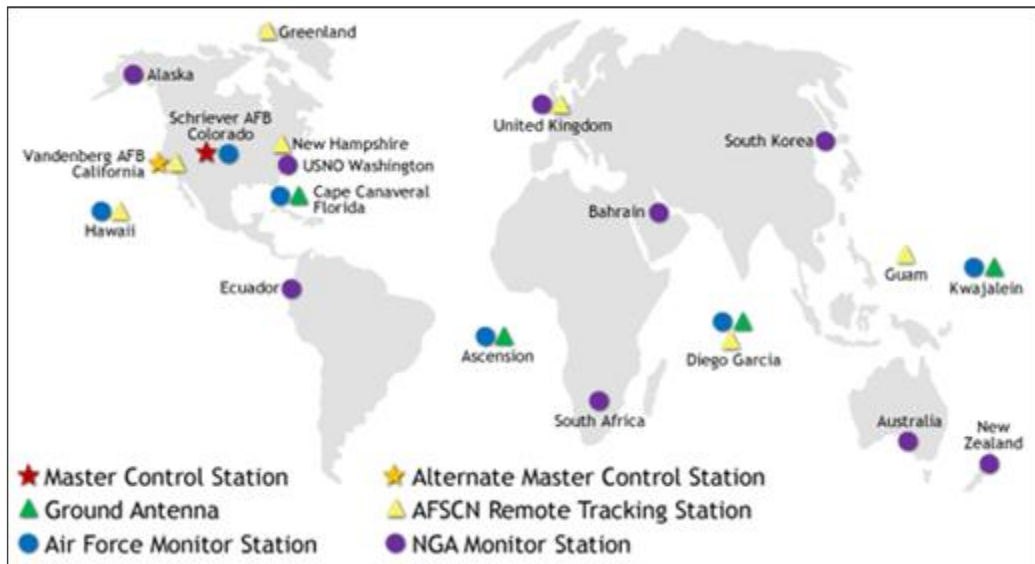 Greenland
Alaska
Schriever AFB
Colorado
United Kingdom
South Korea
New Hampshire
Vandenberg AFB
California
USNO Washington
Cape Canaveral
Florida
Hawaii
Bahrain
Guam
Kwajalein
Ecuador
Ascension
Diego Garcia
South Africa
Australia
New
Zealand
Master Control Station
Alternate Master Control Station
Ground Antenna
AFSCN Remote Tracking Station
Air Force Monitor Station
NGA Monitor Station